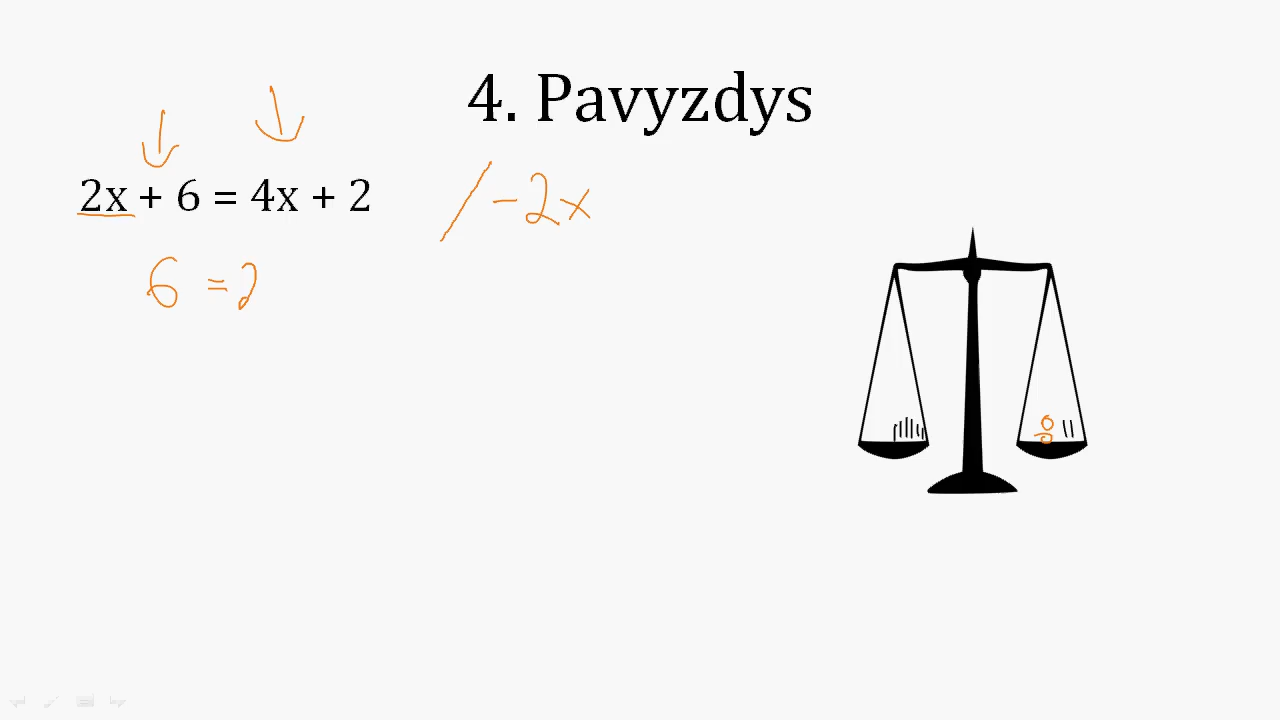 4. Pavyzdys
2x + 6 = 4x + 2 / -2x
6 = 2